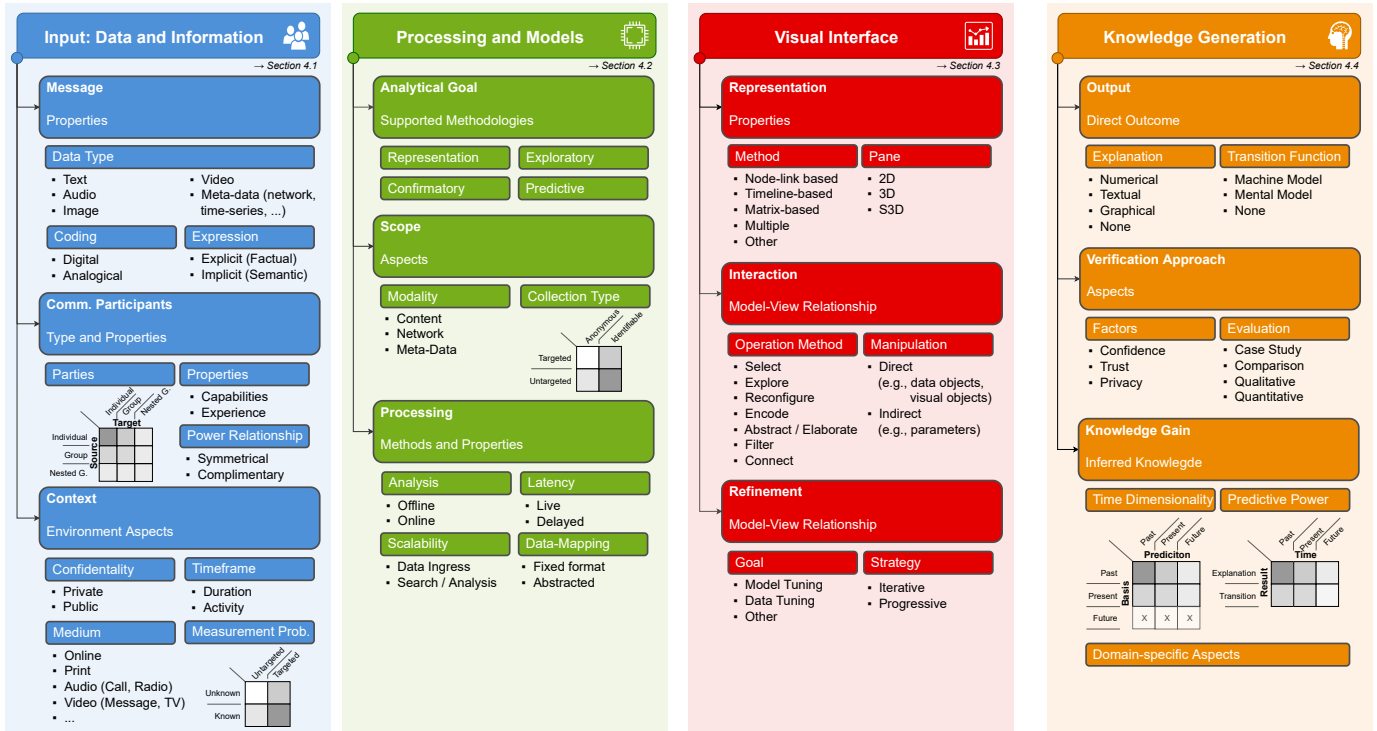 Input: Data and Information
→ Section 4.1
Message
Properties
Data Type
▪ Text
▪ Audio
▪ Image
▪ Video
▪ Meta-data (network,
time-series, ...)
Coding
▪ Digital
▪ Analogical
Expression
▪ Explicit (Factual)
▪ Implicit (Semantic)
Comm. Participants
Type and Properties
Parties
Individual
Group
Nested G.
Target
Source
Individual
Group
Nested G.
Properties
▪ Capabilities
▪ Experience
Power Relationship
▪ Symmetrical
▪ Complimentary
Context
Environment Aspects
Confidentality
▪ Private
▪ Public
Timeframe
▪ Duration
▪ Activity
Medium
▪ Online
▪ Print
▪ Audio (Call, Radio)
▪ Video (Message, TV)
▪ ...
Measurement Prob.
Untargeted
Targeted
Unknown
Known
Processing and Models
→ Section 4.2
Analytical Goal
Supported Methodologies
Representation
Exploratory
Confirmatory
Predictive
Scope
Aspects
Modality
▪ Content
▪ Network
▪ Meta-Data
Collection Type
Anonymous
Identifiable
Targeted
Untargeted
Processing
Methods and Properties
Analysis
▪ Offline
▪ Online
Latency
▪ Live
▪ Delayed
Scalability
▪ Data Ingress
▪ Search / Analysis
Data-Mapping
▪ Fixed format
▪ Abstracted
Visual Interface
→ Section 4.3
Representation
Properties
Method
▪ Node-link based
▪ Timeline-based
▪ Matrix-based
▪ Multiple
▪ Other
Pane
▪ 2D
▪ 3D
▪ S3D
Interaction
Model-View Relationship
Operation Method
▪ Select
▪ Explore
▪ Reconfigure
▪ Encode
▪ Abstract / Elaborate
▪ Filter
▪ Connect
Manipulation
▪ Direct
(e.g., data objects,
visual objects)
▪ Indirect
(e.g., parameters)
Refinement
Model-View Relationship
Goal
▪ Model Tuning
▪ Data Tuning
▪ Other
Strategy
▪ Iterative
▪ Progressive
Knowledge Generation
→ Section 4.4
Output
Direct Outcome
Explanation
▪ Numerical
▪ Textual
▪ Graphical
▪ None
Transition Function
▪ Machine Model
▪ Mental Model
▪ None
Verification Approach
Aspects
Factors
▪ Confidence
▪ Trust
▪ Privacy
Evaluation
▪ Case Study
▪ Comparison
▪ Qualitative
▪ Quantitative
Knowledge Gain
Inferred Knowlegde
Time Dimensionality
Past
Present
Future
Prediciton
Basis
Past
Present
Future
X X X
Predictive Power
Past
Present
Future
Time
Result
Explanation
Transition
Domain-specific Aspects